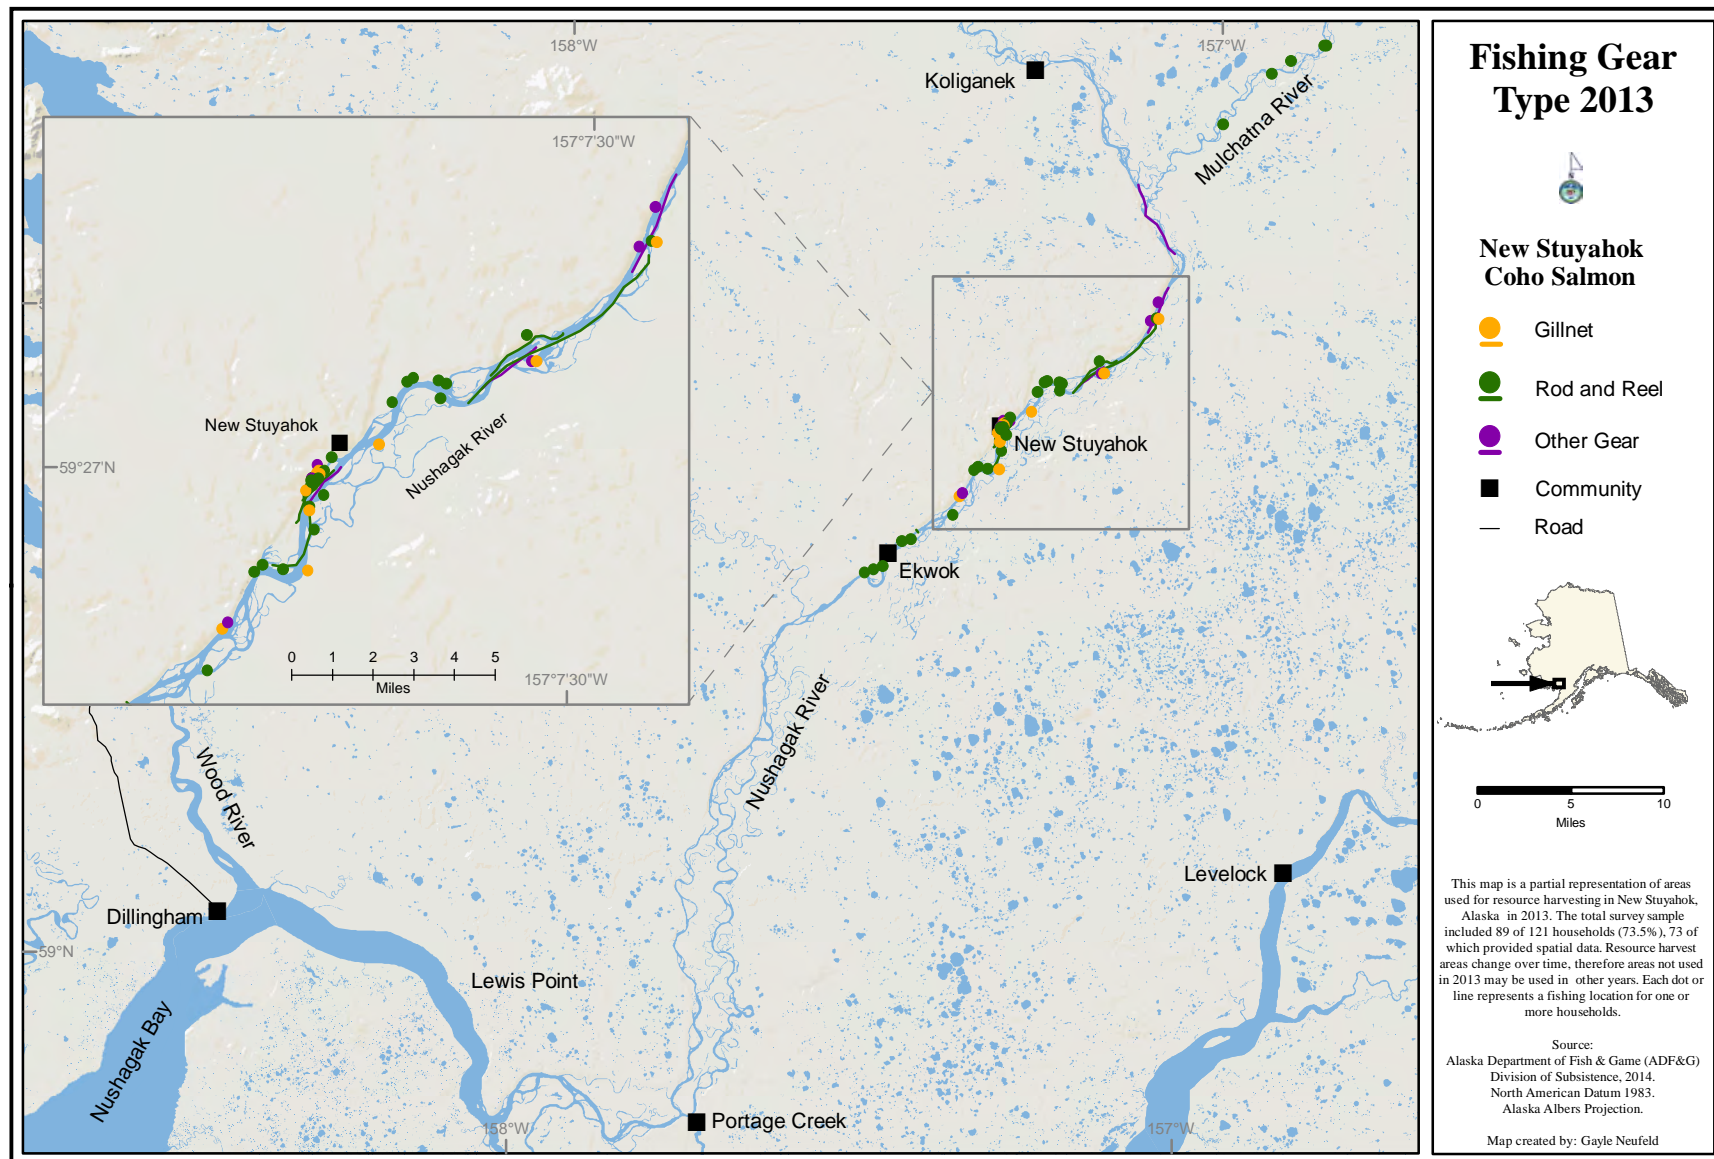 158°W
157°W
Koliganek
Mulchatna River
157°7'30"W
New Stuyahok
Nushagak River
59°27'N
0 1 2 3 4 5
Miles
157°7'30"W
New Stuyahok
Ekwok
Nushagak River
Wood River
Levelock
Dillingham
59°N
Lewis Point
Nushagak Bay
Portage Creek
158°W
157°W
Fishing Gear
Type 2013
New Stuyahok
Coho Salmon
Gillnet
Rod and Reel
Other Gear
Community
Road
0 5 10
Miles
This map is a partial representation of areas
used for resource harvesting in New Stuyahok,
Alaska in 2013. The total survey sample
included 89 of 121 households (73.5%), 73 of
which provided spatial data. Resource harvest
areas change over time, therefore areas not used
in 2013 may be used in other years. Each dot or
line represents a fishing location for one or
more households.
Source:
Alaska Department of Fish & Game (ADF&G)
Division of Subsistence, 2014.
North American Datum 1983.
Alaska Albers Projection.
Map created by: Gayle Neufeld